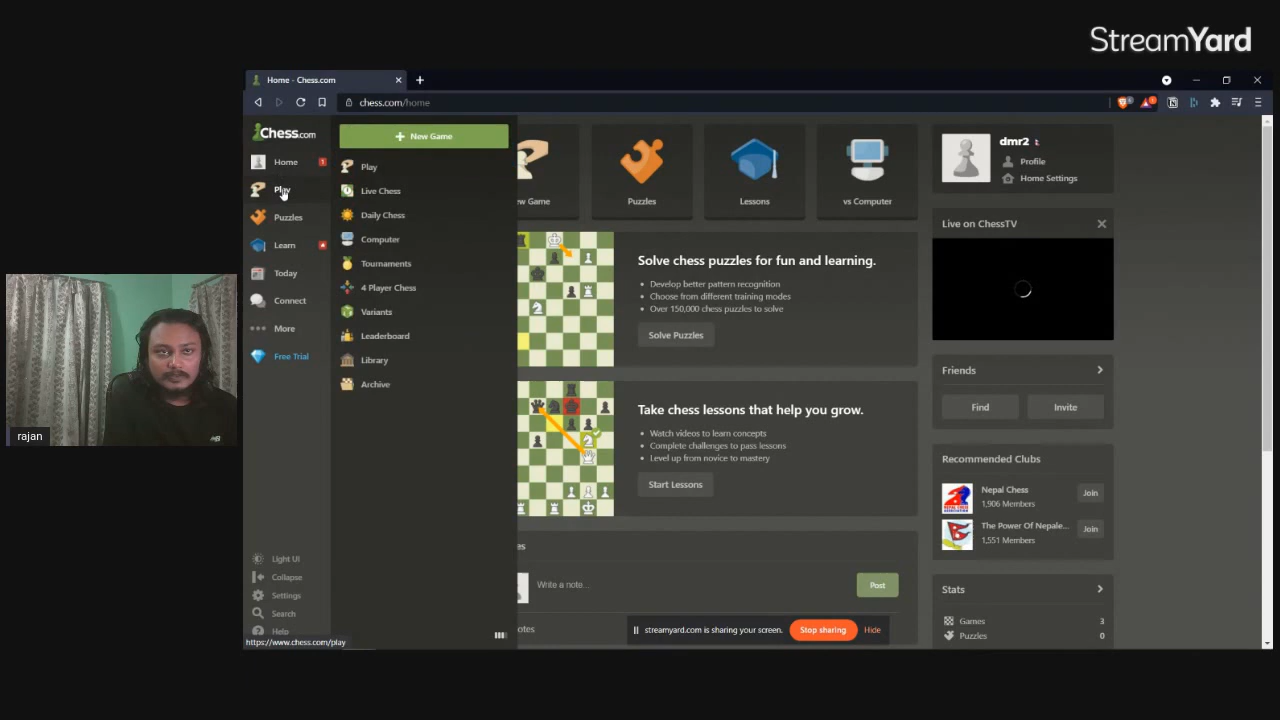 StreamYard
Home - Chess.com
chess.com/home
Chess.com
Home 1
Play
Puzzles
Learn
Today
Connect
More
Free Trial
Light UI
Collapse
Settings
Search
Help
https://www.chess.com/play
+ New Game
Play
Live Chess
Daily Chess
Computer
Tournaments
4 Player Chess
Variants
Leaderboard
Library
Archive
ew Game
Puzzles
Lessons
vs Computer
Solve chess puzzles for fun and learning.
• Develop better pattern recognition
• Choose from different training modes
• Over 150,000 chess puzzles to solve
Solve Puzzles
Take chess lessons that help you grow.
• Watch videos to learn concepts
• Complete challenges to pass lessons
• Level up from novice to mastery
Start Lessons
es
Write a note...
Post
otes
streamyard.com is sharing your screen.
Stop sharing
Hide
dmr2
Profile
Home Settings
Live on ChessTV
Friends
Find
Invite
Recommended Clubs
Nepal Chess
1,906 Members
Join
The Power Of Nepale...
1,551 Members
Join
Stats
Games 3
Puzzles 0
rajan